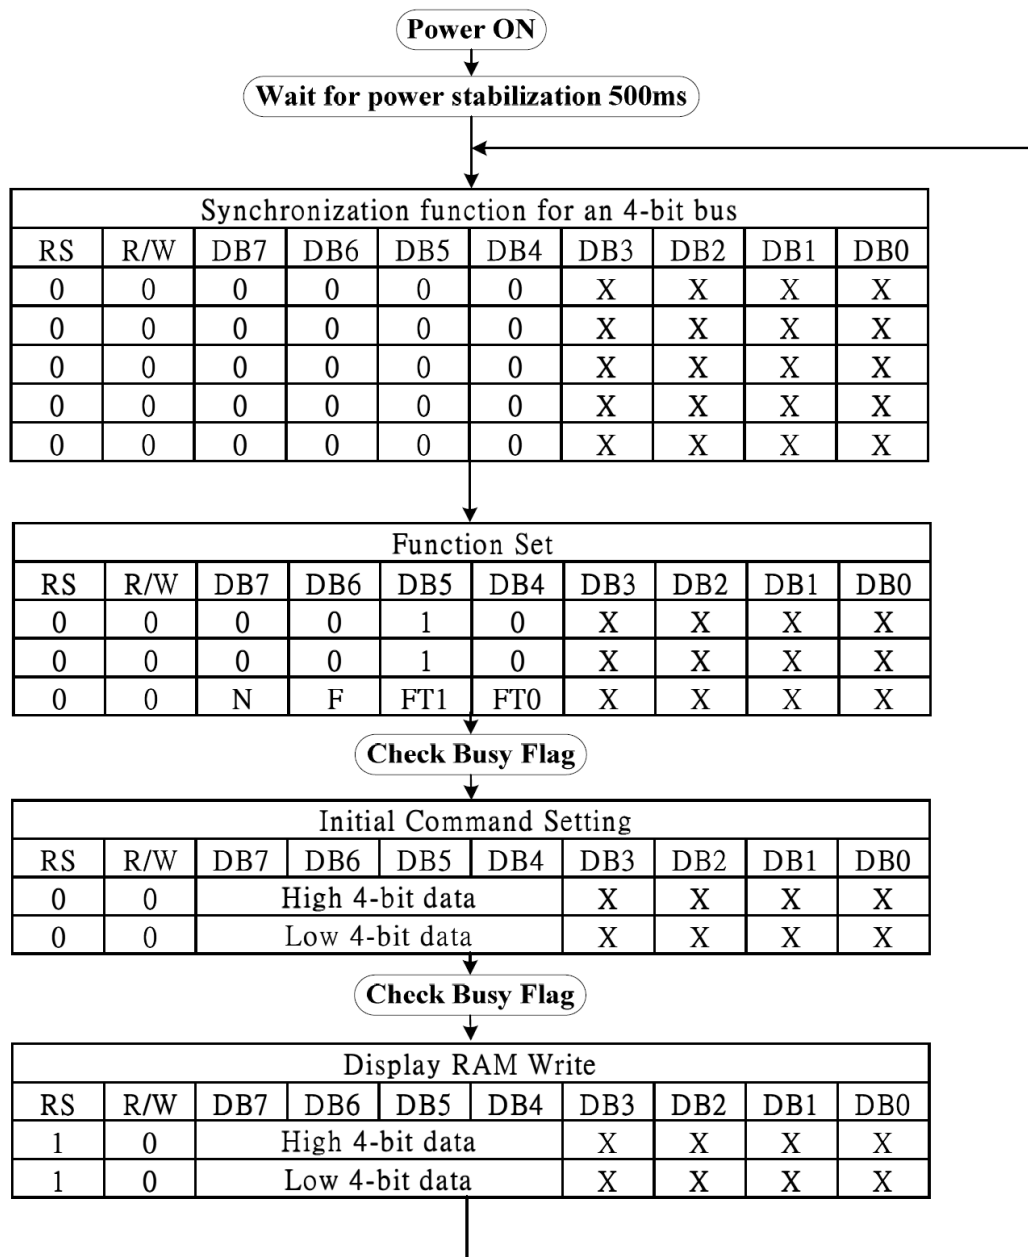 Power ON
Wait for power stabilization 500ms
Synchronization function for an 4-bit bus
RS R/W DB7 DB6 DB5 DB4 DB3 DB2 DB1 DB0
0 0 0 0 0 0 X X X X
0 0 0 0 0 0 X X X X
0 0 0 0 0 0 X X X X
0 0 0 0 0 0 X X X X
0 0 0 0 0 0 X X X X
Function Set
RS R/W DB7 DB6 DB5 DB4 DB3 DB2 DB1 DB0
0 0 0 0 1 0 X X X X
0 0 0 0 1 0 X X X X
0 0 N F FT1 FT0 X X X X
Check Busy Flag
Initial Command Setting
RS R/W DB7 DB6 DB5 DB4 DB3 DB2 DB1 DB0
0 0 High 4-bit data X X X X
0 0 Low 4-bit data X X X X
Check Busy Flag
Display RAM Write
RS R/W DB7 DB6 DB5 DB4 DB3 DB2 DB1 DB0
1 0 High 4-bit data X X X X
1 0 Low 4-bit data X X X X